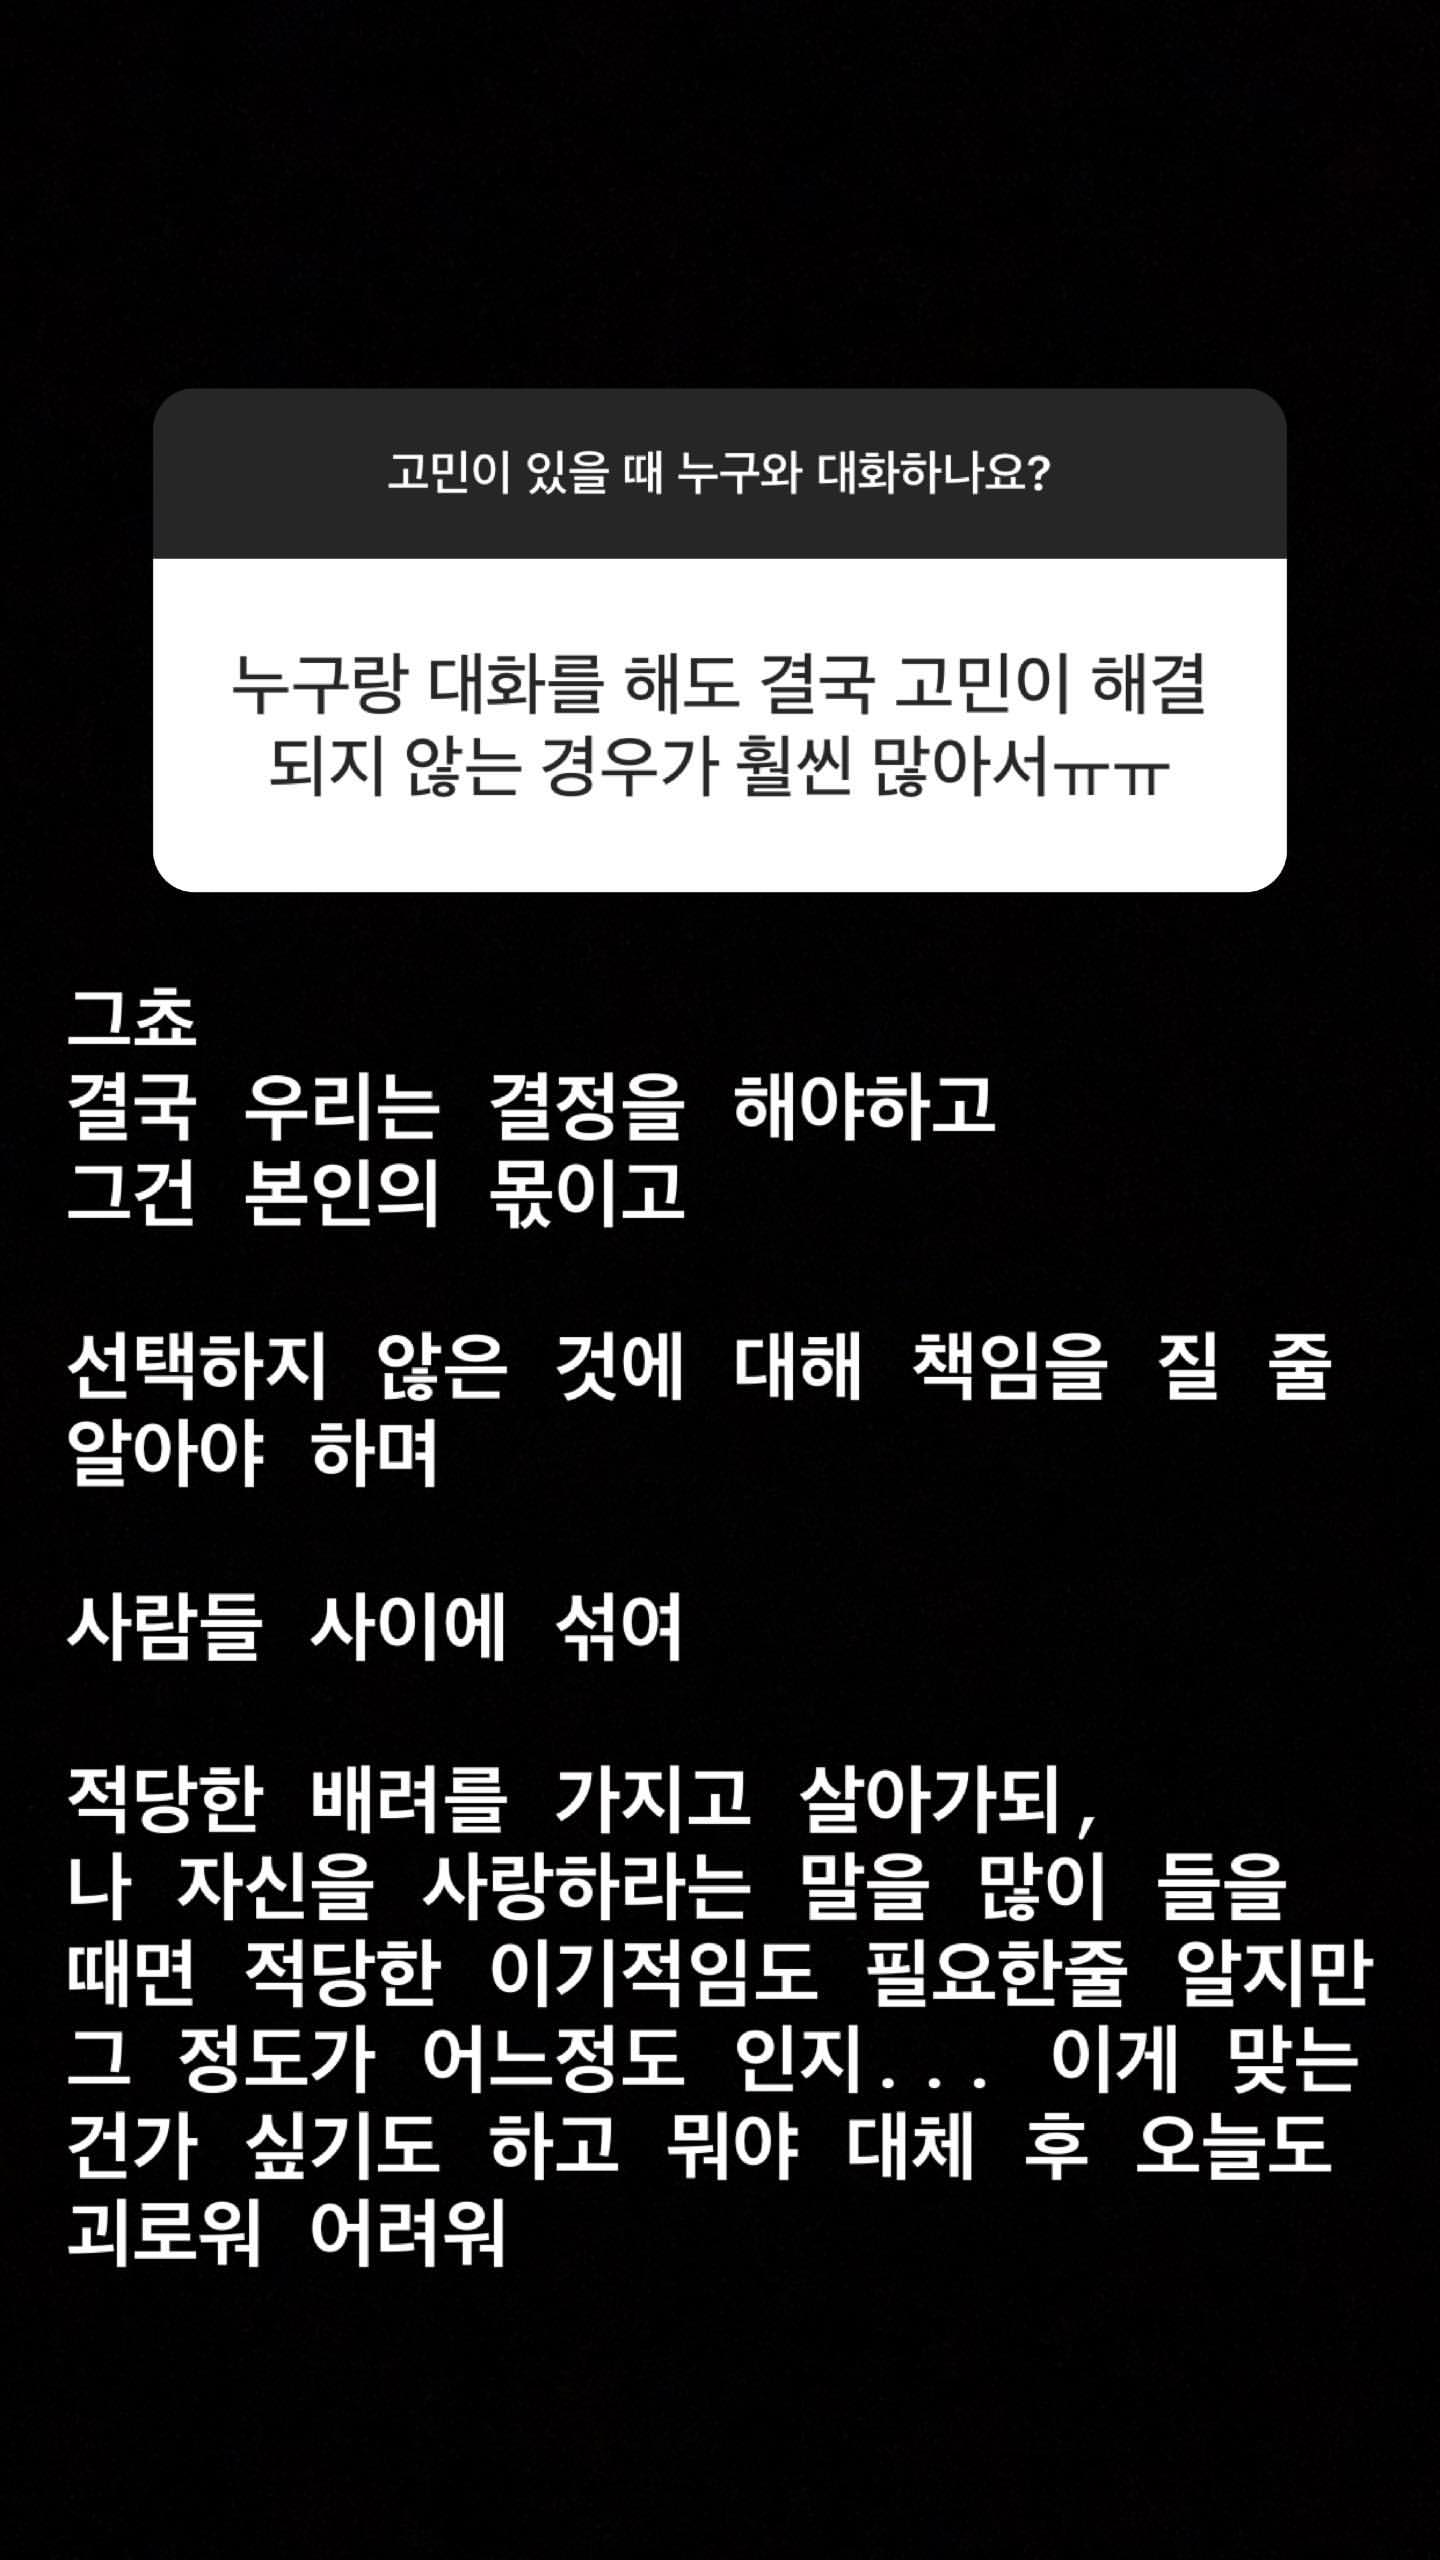 고민이 있을 때 누구와 대화하나요?
누구랑 대화를 해도 결국 고민이 해결
되지 않는 경우가 훨씬 많아서ㅠㅠ
그쵸
결국 우리는 결정을 해야하고
그건 본인의 몫이고
선택하지 않은 것에 대해 책임을 질 줄
알아야 하며
사람들 사이에 섞여
적당한 배려를 가지고 살아가되,
나 자신을 사랑하라는 말을 많이 들을
때면 적당한 이기적임도 필요한줄 알지만
그 정도가 어느정도 인지... 이게 맞는
건가 싶기도 하고 뭐야 대체 후 오늘도
괴로워 어려워